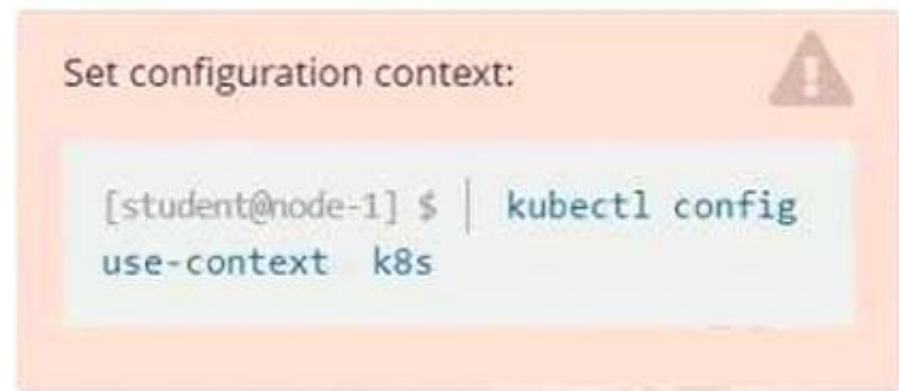 Set configuration context:
[student@node-1] $ | kubectl config
use-context k8s